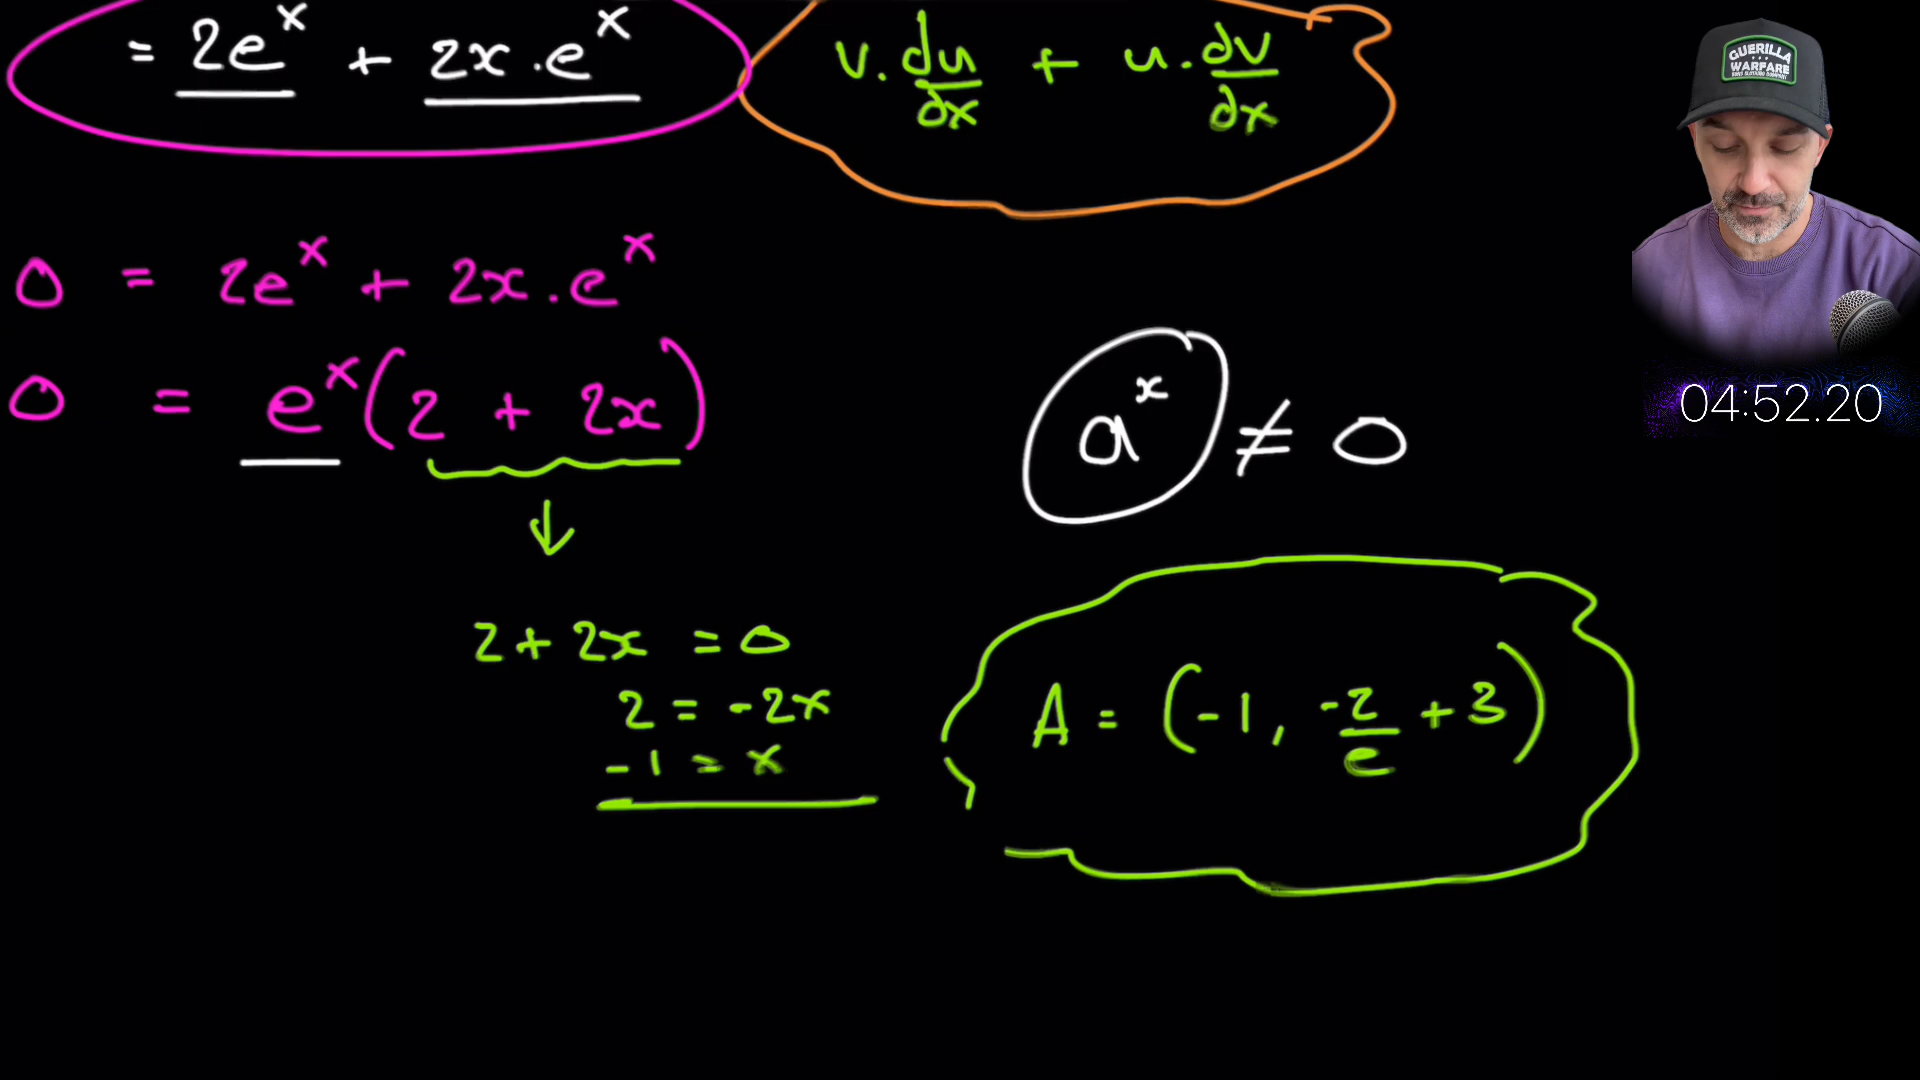 = 2e^x + 2x.e^x
v.du/dx + u.dv/dx
GUERILLA
WARFARE
0 = 2e^x + 2x.e^x
0 = e^x(2 + 2x)
a^x ≠ 0
04:52.20
2 + 2x = 0
2 = -2x
-1 = x
A = (-1, -2/e + 3)